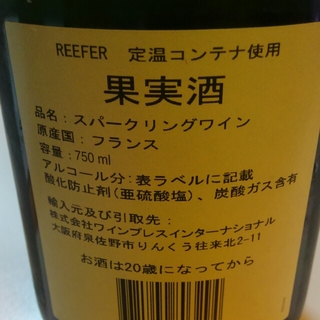 REEFER 定温コンテナ使用
果実酒
品名：スパークリングワイン
原産国：フランス
容量：750 ml
アルコール分：表ラベルに記載
酸化防止剤（亜硫酸塩）、炭酸ガス含有
輸入元及び引取先：
株式会社ワインプレスインターナショナル
大阪府泉佐野市りんくう往来北2-11
お酒は20歳になってから